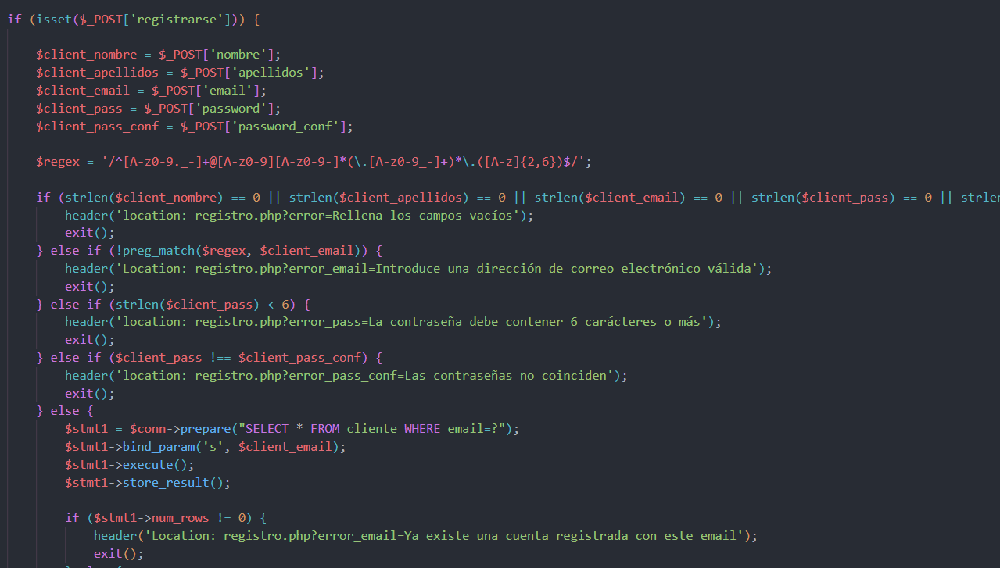 if (isset($_POST['registrarse'])) {
$client_nombre = $_POST['nombre'];
$client_apellidos = $_POST['apellidos'];
$client_email = $_POST['email'];
$client_pass = $_POST['password'];
$client_pass_conf = $_POST['password_conf'];
$regex = '/^[A-z0-9._-]+@[A-z0-9][A-z0-9-]*(\.[A-z0-9_-]+)*\.([A-z]{2,6})$/';
if (strlen($client_nombre) == 0 || strlen($client_apellidos) == 0 || strlen($client_email) == 0 || strlen($client_pass) == 0 || strlen
header('location: registro.php?error=Rellena los campos vacíos');
exit();
} else if (!preg_match($regex, $client_email)) {
header('Location: registro.php?error_email=Introduce una dirección de correo electrónico válida');
exit();
} else if (strlen($client_pass) < 6) {
header('location: registro.php?error_pass=La contraseña debe contener 6 carácteres o más');
exit();
} else if ($client_pass !== $client_pass_conf) {
header('location: registro.php?error_pass_conf=Las contraseñas no coinciden');
exit();
} else {
$stmt1 = $conn->prepare("SELECT * FROM cliente WHERE email=?");
$stmt1->bind_param('s', $client_email);
$stmt1->execute();
$stmt1->store_result();
if ($stmt1->num_rows != 0) {
header('Location: registro.php?error_email=Ya existe una cuenta registrada con este email');
exit();